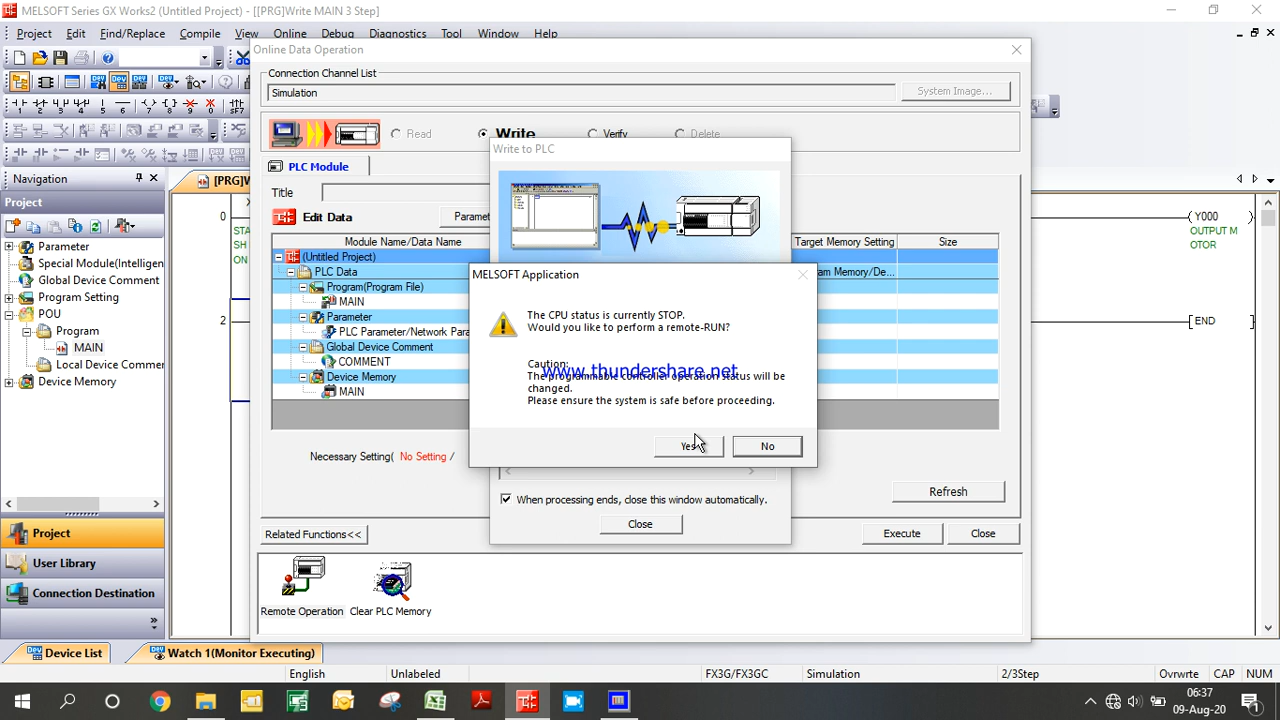 MELSOFT Series GX Works2 (Untitled Project) - [[PRG]Write MAIN 3 Step]
Project Edit Find/Replace Compile View Online Debug Diagnostics Tool Window Help
Online Data Operation
Connection Channel List
Simulation
System Image...
Read
Write
Verify
Delete
PLC Module
Title
Edit Data
Module Name/Data Name
Target Memory Setting
Size
(Untitled Project)
PLC Data
Program(Program File)
MAIN
Parameter
Global Device Comment
COMMENT
Device Memory
MAIN
Necessary Setting( No Setting /
Refresh
Related Functions<<
Execute
Close
Remote Operation
Clear PLC Memory
Write to PLC
MELSOFT Application
The CPU status is currently STOP.
Would you like to perform a remote-RUN?
Caution:
The programmable controller operation status will be
changed.
Please ensure the system is safe before proceeding.
www.thundershare.net
Yes
No
When processing ends, close this window automatically.
Close
Navigation
Project
Parameter
Special Module(Intelligen
Global Device Comment
Program Setting
POU
Program
MAIN
Local Device Comme
Device Memory
Project
User Library
Connection Destination
0
2
Y000
OUTPUT M
OTOR
END
Device List
Watch 1(Monitor Executing)
English
Unlabeled
FX3G/FX3GC
Simulation
2/3Step
Ovrwrte
CAP
NUM
06:37
09-Aug-20